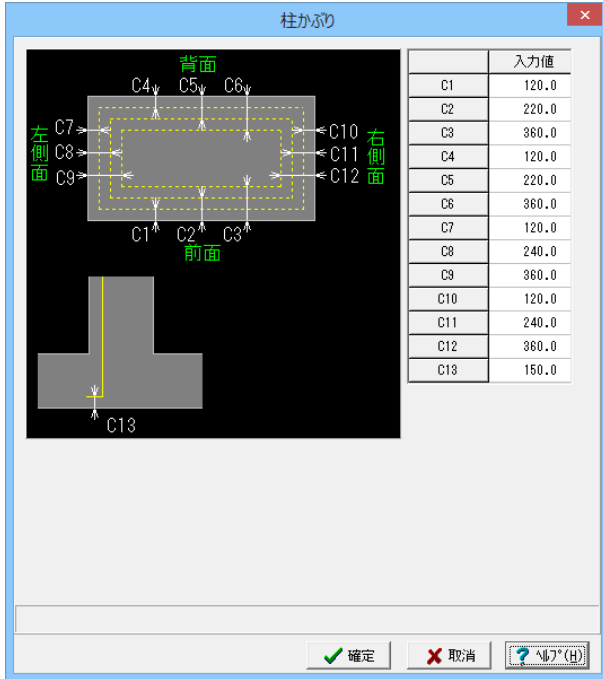 柱かぶり
背面
C4 C5 C6
左側面
C7
C8
C9
C10
C11
C12
右側面
C1 C2 C3
前面
C13
入力値
C1 120.0
C2 220.0
C3 360.0
C4 120.0
C5 220.0
C6 360.0
C7 120.0
C8 240.0
C9 360.0
C10 120.0
C11 240.0
C12 360.0
C13 150.0
確定
取消
? ﾍﾙﾌﾟ(H)